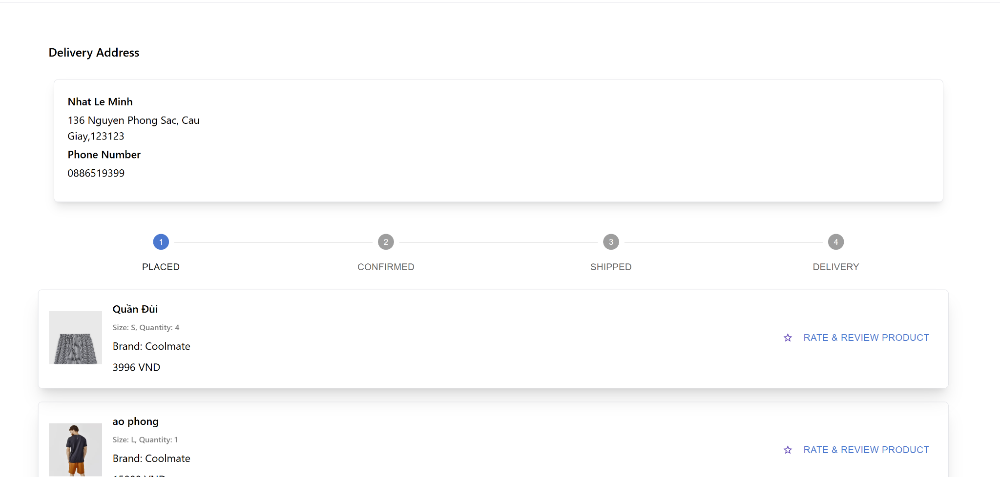 Delivery Address
Nhat Le Minh
136 Nguyen Phong Sac, Cau
Giay,123123
Phone Number
0886519399
1
2
3
4
PLACED
CONFIRMED
SHIPPED
DELIVERY
Quần Đùi
Size: S, Quantity: 4
Brand: Coolmate
3996 VND
RATE & REVIEW PRODUCT
ao phong
Size: L, Quantity: 1
Brand: Coolmate
RATE & REVIEW PRODUCT
VND